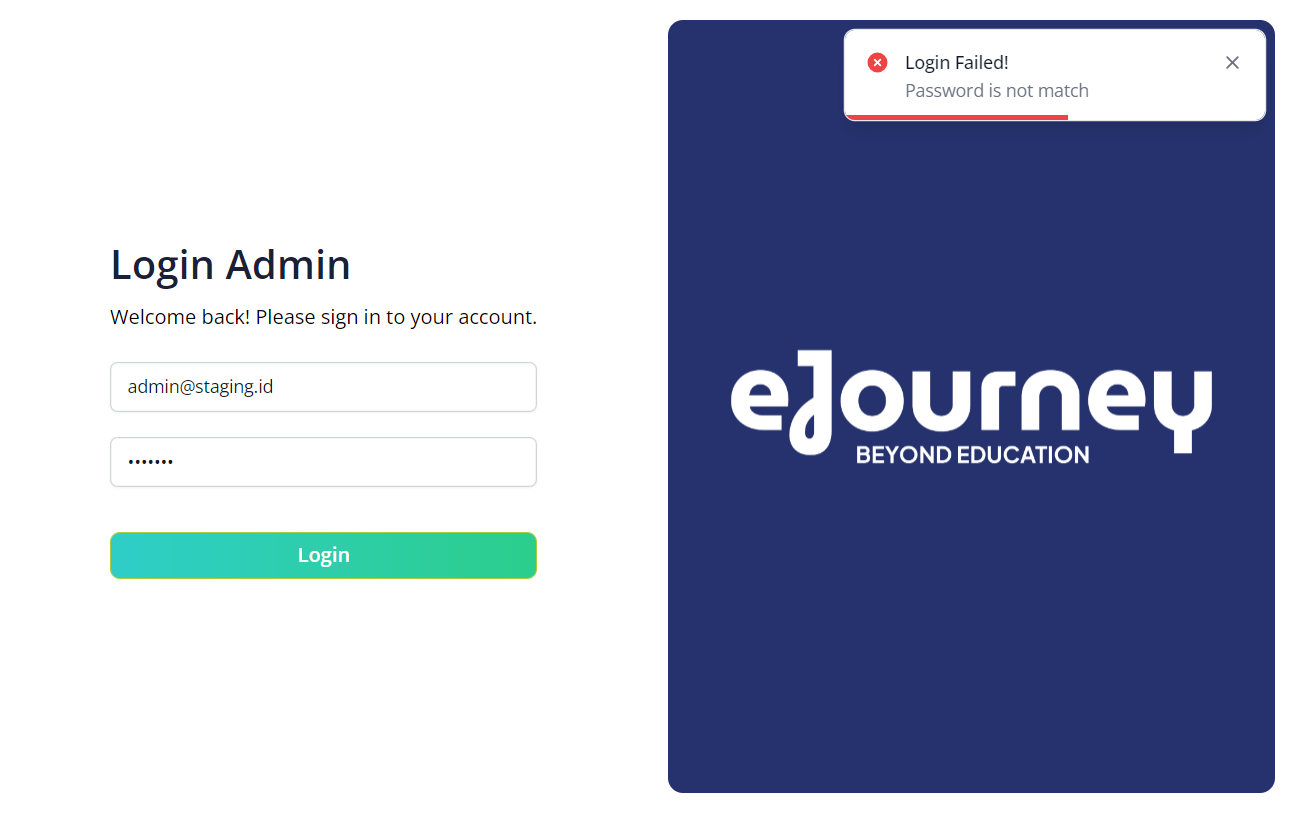 Login Admin
Welcome back! Please sign in to your account.
admin@staging.id
•••••••
Login
Login Failed!
Password is not match
eJourney
BEYOND EDUCATION